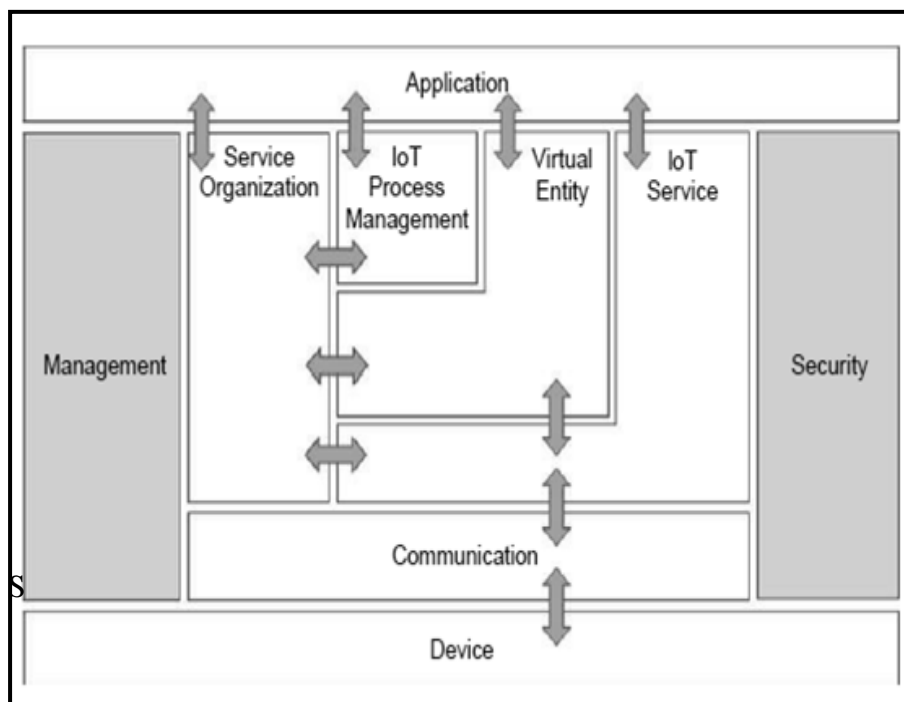 Application
Service
Organization
IoT
Process
Management
Virtual
Entity
IoT
Service
Management
Security
Communication
s
Device